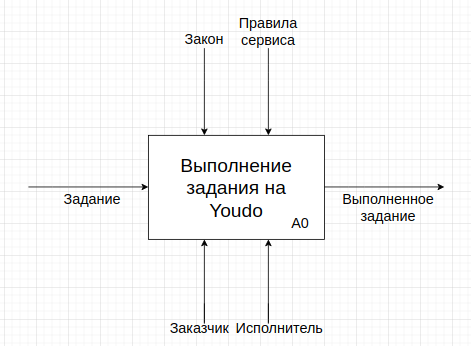 Закон
Правила
сервиса
Выполнение
задания на
Youdo
A0
Задание
Выполненное
задание
Заказчик
Исполнитель